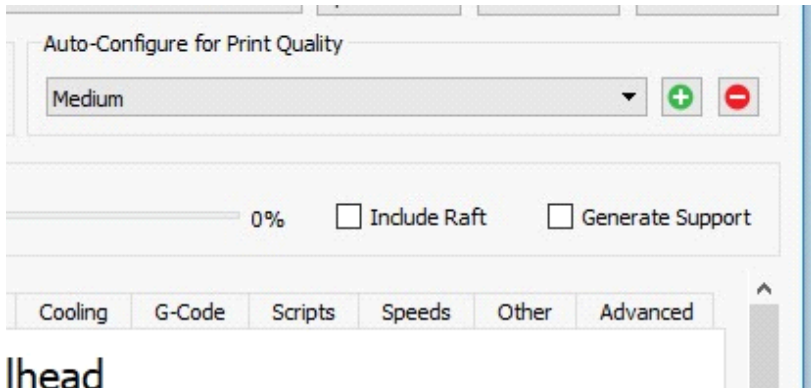 Auto-Configure for Print Quality
Medium
0% Include Raft Generate Support
Cooling G-Code Scripts Speeds Other Advanced
lhead